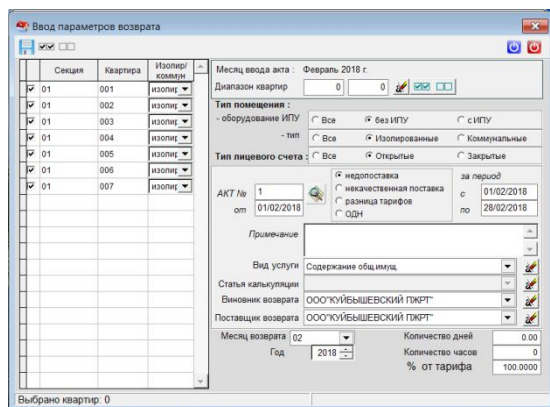 Ввод параметров возврата
Секция Квартира Изолир/коммун
01 001 изолир
01 002 изолир
01 003 изолир
01 004 изолир
01 005 изолир
01 006 изолир
01 007 изолир
Месяц ввода акта : Февраль 2018 г.
Диапазон квартир 0 0
Тип помещения :
- оборудование ИПУ Все без ИПУ с ИПУ
- тип Все Изолированные Коммунальные
Тип лицевого счета : Все Открытые Закрытые
недопоставка
некачественная поставка
разница тарифов
ОДН
АКТ № 1
от 01/02/2018
за период
с 01/02/2018
по 28/02/2018
Примечание
Вид услуги Содержание общ.имущ.
Статья калькуляции
Виновник возврата ООО"КУЙБЫШЕВСКИЙ ПЖРТ"
Поставщик возврата ООО"КУЙБЫШЕВСКИЙ ПЖРТ"
Месяц возврата 02 Количество дней 0.00
Год 2018 Количество часов 0
% от тарифа 100.0000
Выбрано квартир: 0